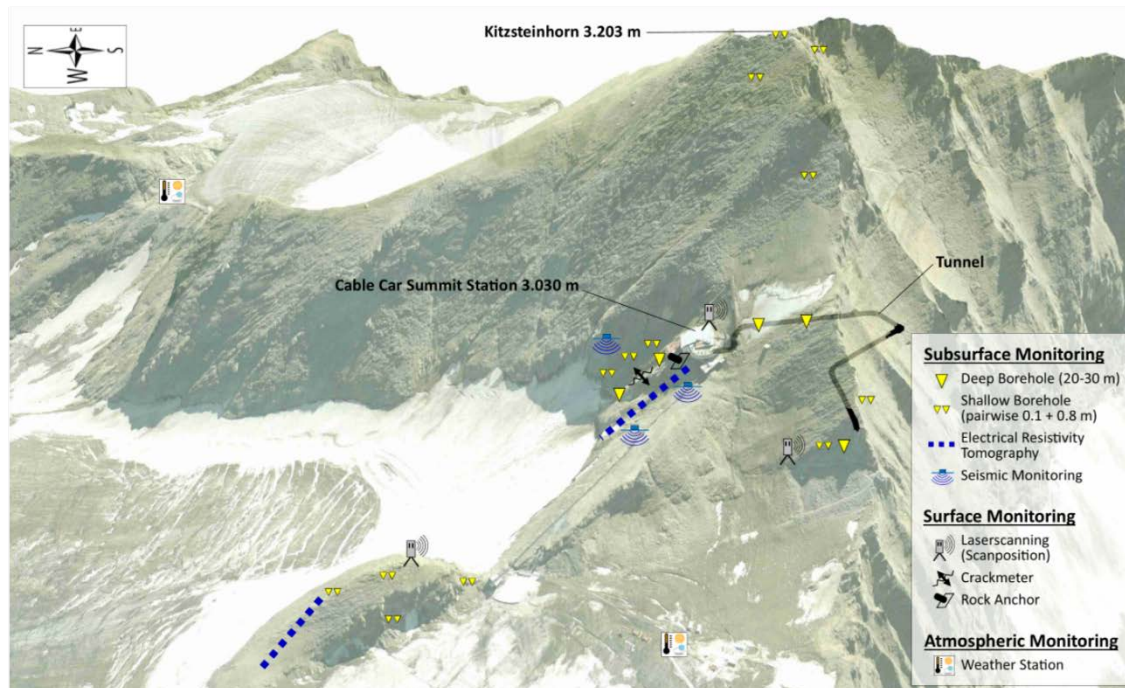 E
N
S
W
Kitzsteinhorn 3.203 m
Tunnel
Cable Car Summit Station 3.030 m
Subsurface Monitoring
Deep Borehole (20-30 m)
Shallow Borehole
(pairwise 0.1 + 0.8 m)
Electrical Resistivity
Tomography
Seismic Monitoring
Surface Monitoring
Laserscanning
(Scanposition)
Crackmeter
Rock Anchor
Atmospheric Monitoring
Weather Station